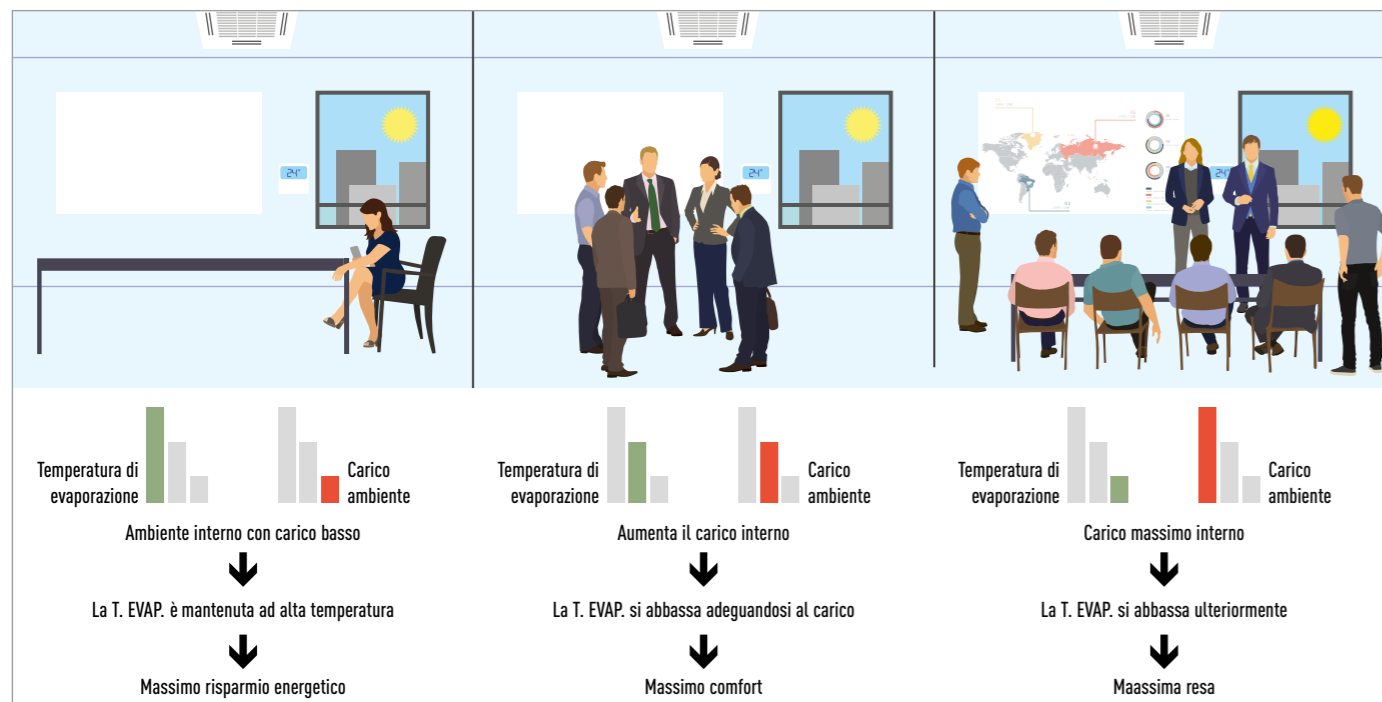 24°
24°
24°
Temperatura di
evaporazione
Carico
ambiente
Ambiente interno con carico basso
La T. EVAP. è mantenuta ad alta temperatura
Massimo risparmio energetico
Temperatura di
evaporazione
Carico
ambiente
Aumenta il carico interno
La T. EVAP. si abbassa adeguandosi al carico
Massimo comfort
Temperatura di
evaporazione
Carico
ambiente
Carico massimo interno
La T. EVAP. si abbassa ulteriormente
Maassima resa